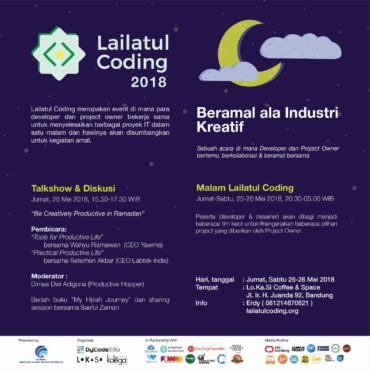 Lailatul
Coding
2018
Lailatul Coding merupakan event di mana para
developer dan project owner bekerja sama
untuk menyelesaikan berbagai proyek IT dalam
satu malam dan hasilnya akan disumbangkan
untuk kegiatan amal.
Beramal ala Industri
Kreatif
Sebuah acara di mana Developer dan Project Owner
bertemu, berkolaborasi & beramal bersama
Talkshow & Diskusi
Jumat, 25 Mei 2018, 15.30-17.30 WIB
"Be Creatively Productive in Ramadan"
Pembicara:
"Tools for Productive Life"
bersama Wahyu Rismawan (CEO Yawme)
"Practical Productive Life"
bersama Seterhen Akbar (CEO Labtek Indie)
Moderator :
Dimas Dwi Adiguna (Productive Hopper)
Bedah buku "My Hijrah Journey" dan sharing
session bersama Saeful Zaman
Malam Lailatul Coding
Jumat-Sabtu, 25-26 Mei 2018, 20.30-05.00 WIB
Peserta (developer & desainer) akan dibagi menjadi
beberapa tim kecil untuk mengerjakan beberapa pilihan
project yang diberikan oleh Project Owner.
Hari, tanggal : Jumat, Sabtu 25-26 Mei 2018
Tempat : Lo.Ka.Si Coffee & Space
Jl. Ir. H. Juanda 92, Bandung
Info : Erdy ( 081214870821 )
lailatulcoding.org
Powered by
Organizer
DyCodeEdu
LOKASI
kolega
In Partnership With
Media Partner